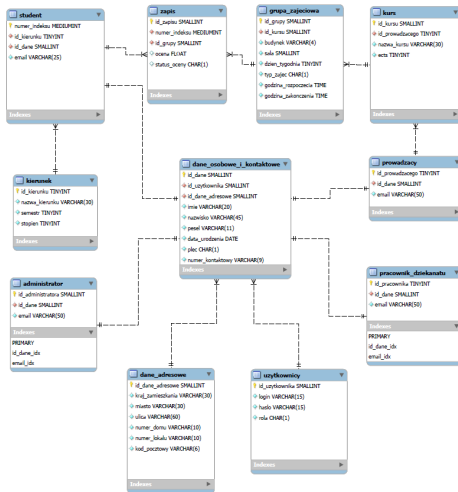 student
numer_indeksu MEDIUMINT
id_kierunku TINYINT
id_dane SMALLINT
email VARCHAR(25)
Indexes
zapis
id_zapisu SMALLINT
numer_indeksu MEDIUMINT
id_grupy SMALLINT
ocena FLOAT
status_oceny CHAR(1)
Indexes
grupa_zajeciowa
id_grupy SMALLINT
id_kursu SMALLINT
budynek VARCHAR(4)
sala SMALLINT
dzien_tygodnia TINYINT
typ_zajec CHAR(1)
godzina_rozpoczecia TIME
godzina_zakonczenia TIME
Indexes
kurs
id_kursu SMALLINT
id_prowadzacego TINYINT
nazwa_kursu VARCHAR(30)
ects TINYINT
Indexes
kierunek
id_kierunku TINYINT
nazwa_kierunku VARCHAR(30)
semestr TINYINT
stopien TINYINT
Indexes
dane_osobowe_i_kontaktowe
id_dane SMALLINT
id_uzytkownika SMALLINT
id_dane_adresowe SMALLINT
imie VARCHAR(20)
nazwisko VARCHAR(45)
pesel VARCHAR(11)
data_urodzenia DATE
plec CHAR(1)
numer_kontaktowy VARCHAR(9)
Indexes
prowadzacy
id_prowadzacego TINYINT
id_dane SMALLINT
email VARCHAR(50)
Indexes
administrator
id_administratora SMALLINT
id_dane SMALLINT
email VARCHAR(50)
Indexes
PRIMARY
id_dane_idx
email_idx
pracownik_dziekanatu
id_pracownika TINYINT
id_dane SMALLINT
email VARCHAR(50)
Indexes
PRIMARY
id_dane_idx
email_idx
dane_adresowe
id_dane_adresowe SMALLINT
kraj_zamieszkania VARCHAR(30)
miasto VARCHAR(30)
ulica VARCHAR(60)
numer_domu VARCHAR(10)
numer_lokalu VARCHAR(10)
kod_pocztowy VARCHAR(6)
Indexes
uzytkownicy
id_uzytkownika SMALLINT
login VARCHAR(15)
haslo VARCHAR(15)
rola CHAR(1)
Indexes